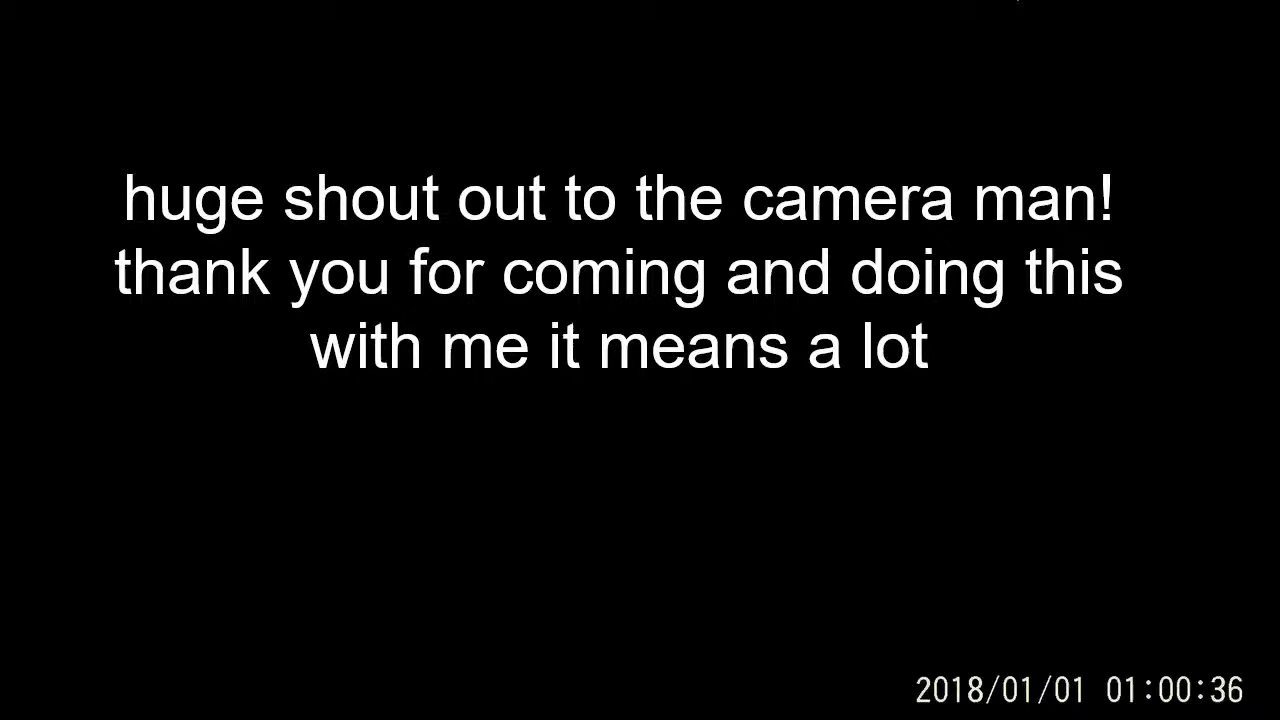 huge shout out to the camera man!
thank you for coming and doing this
with me it means a lot
2018/01/01 01:00:36